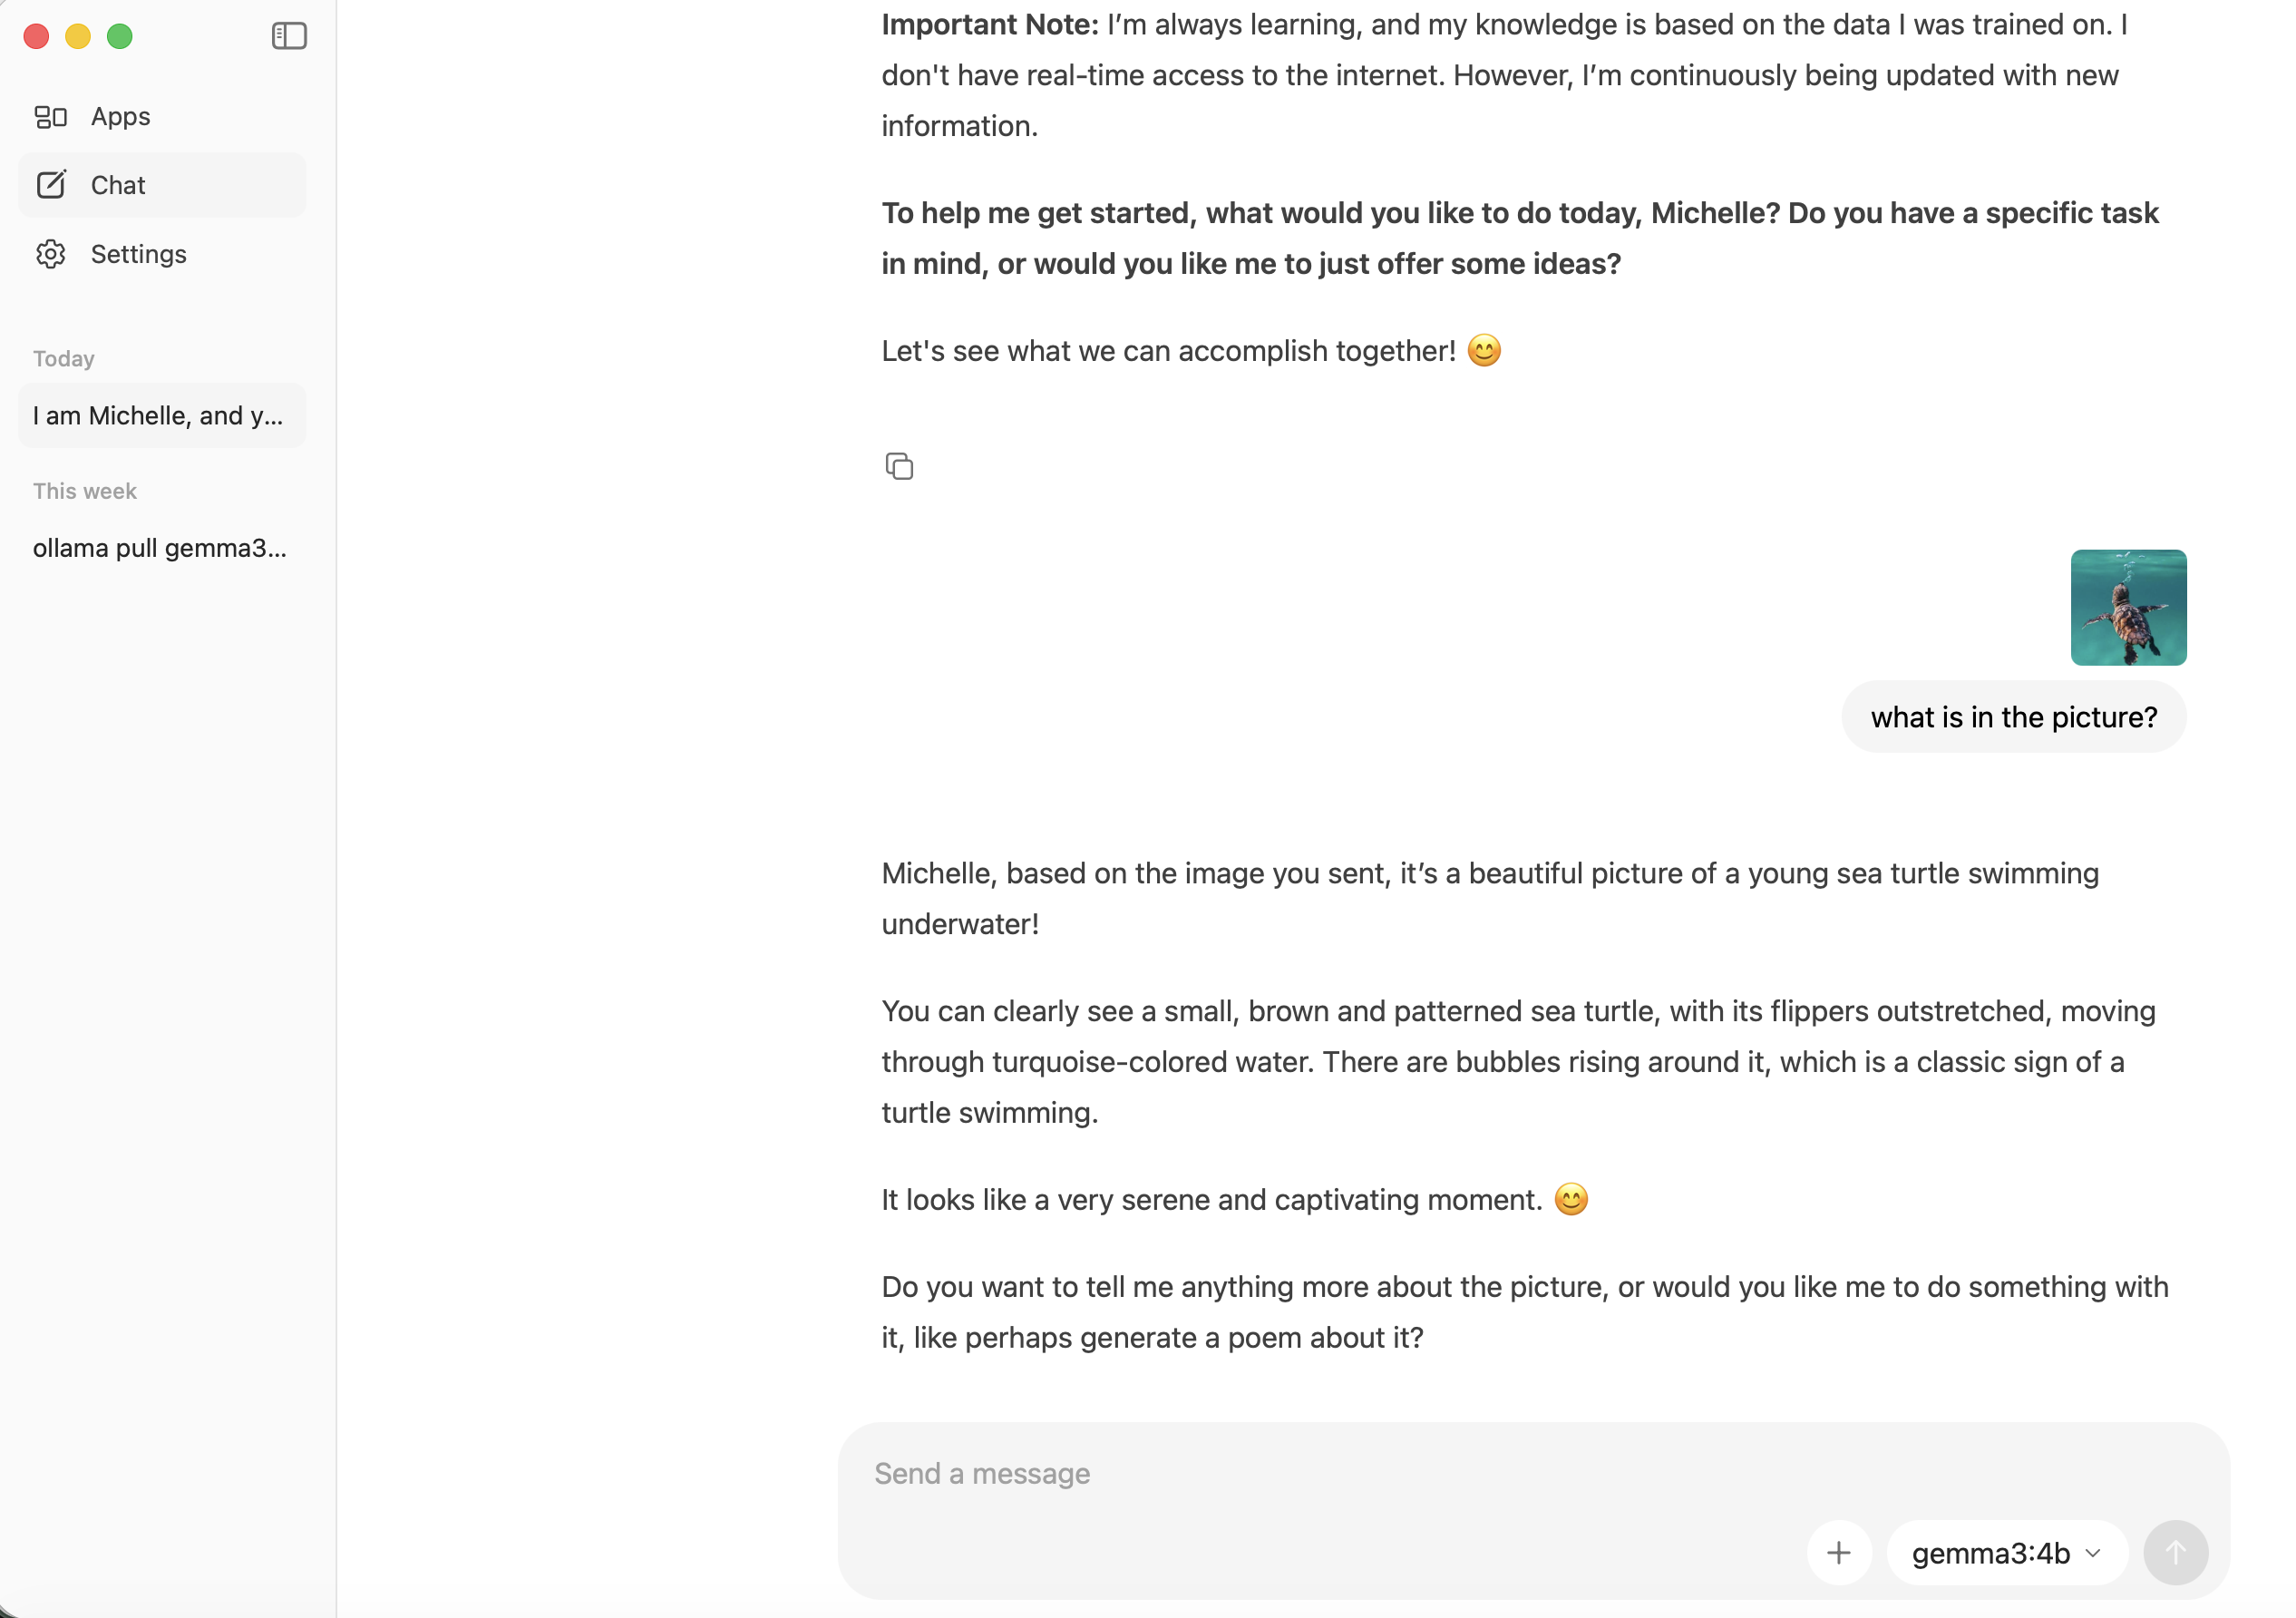 Apps
Chat
Settings
Today
I am Michelle, and y...
This week
ollama pull gemma3...
Important Note: I’m always learning, and my knowledge is based on the data I was trained on. I
don't have real-time access to the internet. However, I’m continuously being updated with new
information.
To help me get started, what would you like to do today, Michelle? Do you have a specific task
in mind, or would you like me to just offer some ideas?
Let's see what we can accomplish together! 😊
what is in the picture?
Michelle, based on the image you sent, it’s a beautiful picture of a young sea turtle swimming
underwater!
You can clearly see a small, brown and patterned sea turtle, with its flippers outstretched, moving
through turquoise-colored water. There are bubbles rising around it, which is a classic sign of a
turtle swimming.
It looks like a very serene and captivating moment. 😊
Do you want to tell me anything more about the picture, or would you like me to do something with
it, like perhaps generate a poem about it?
Send a message
gemma3:4b